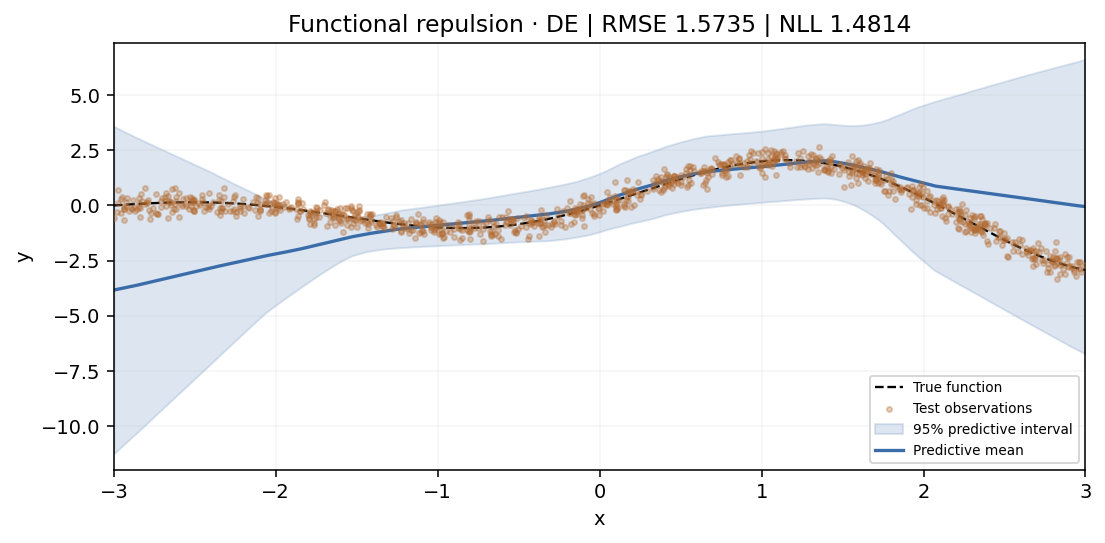 Functional repulsion · DE | RMSE 1.5735 | NLL 1.4814
5.0
2.5
0.0
−2.5
−5.0
−7.5
−10.0
y
True function
Test observations
95% predictive interval
Predictive mean
−3
−2
−1
0
1
2
3
x